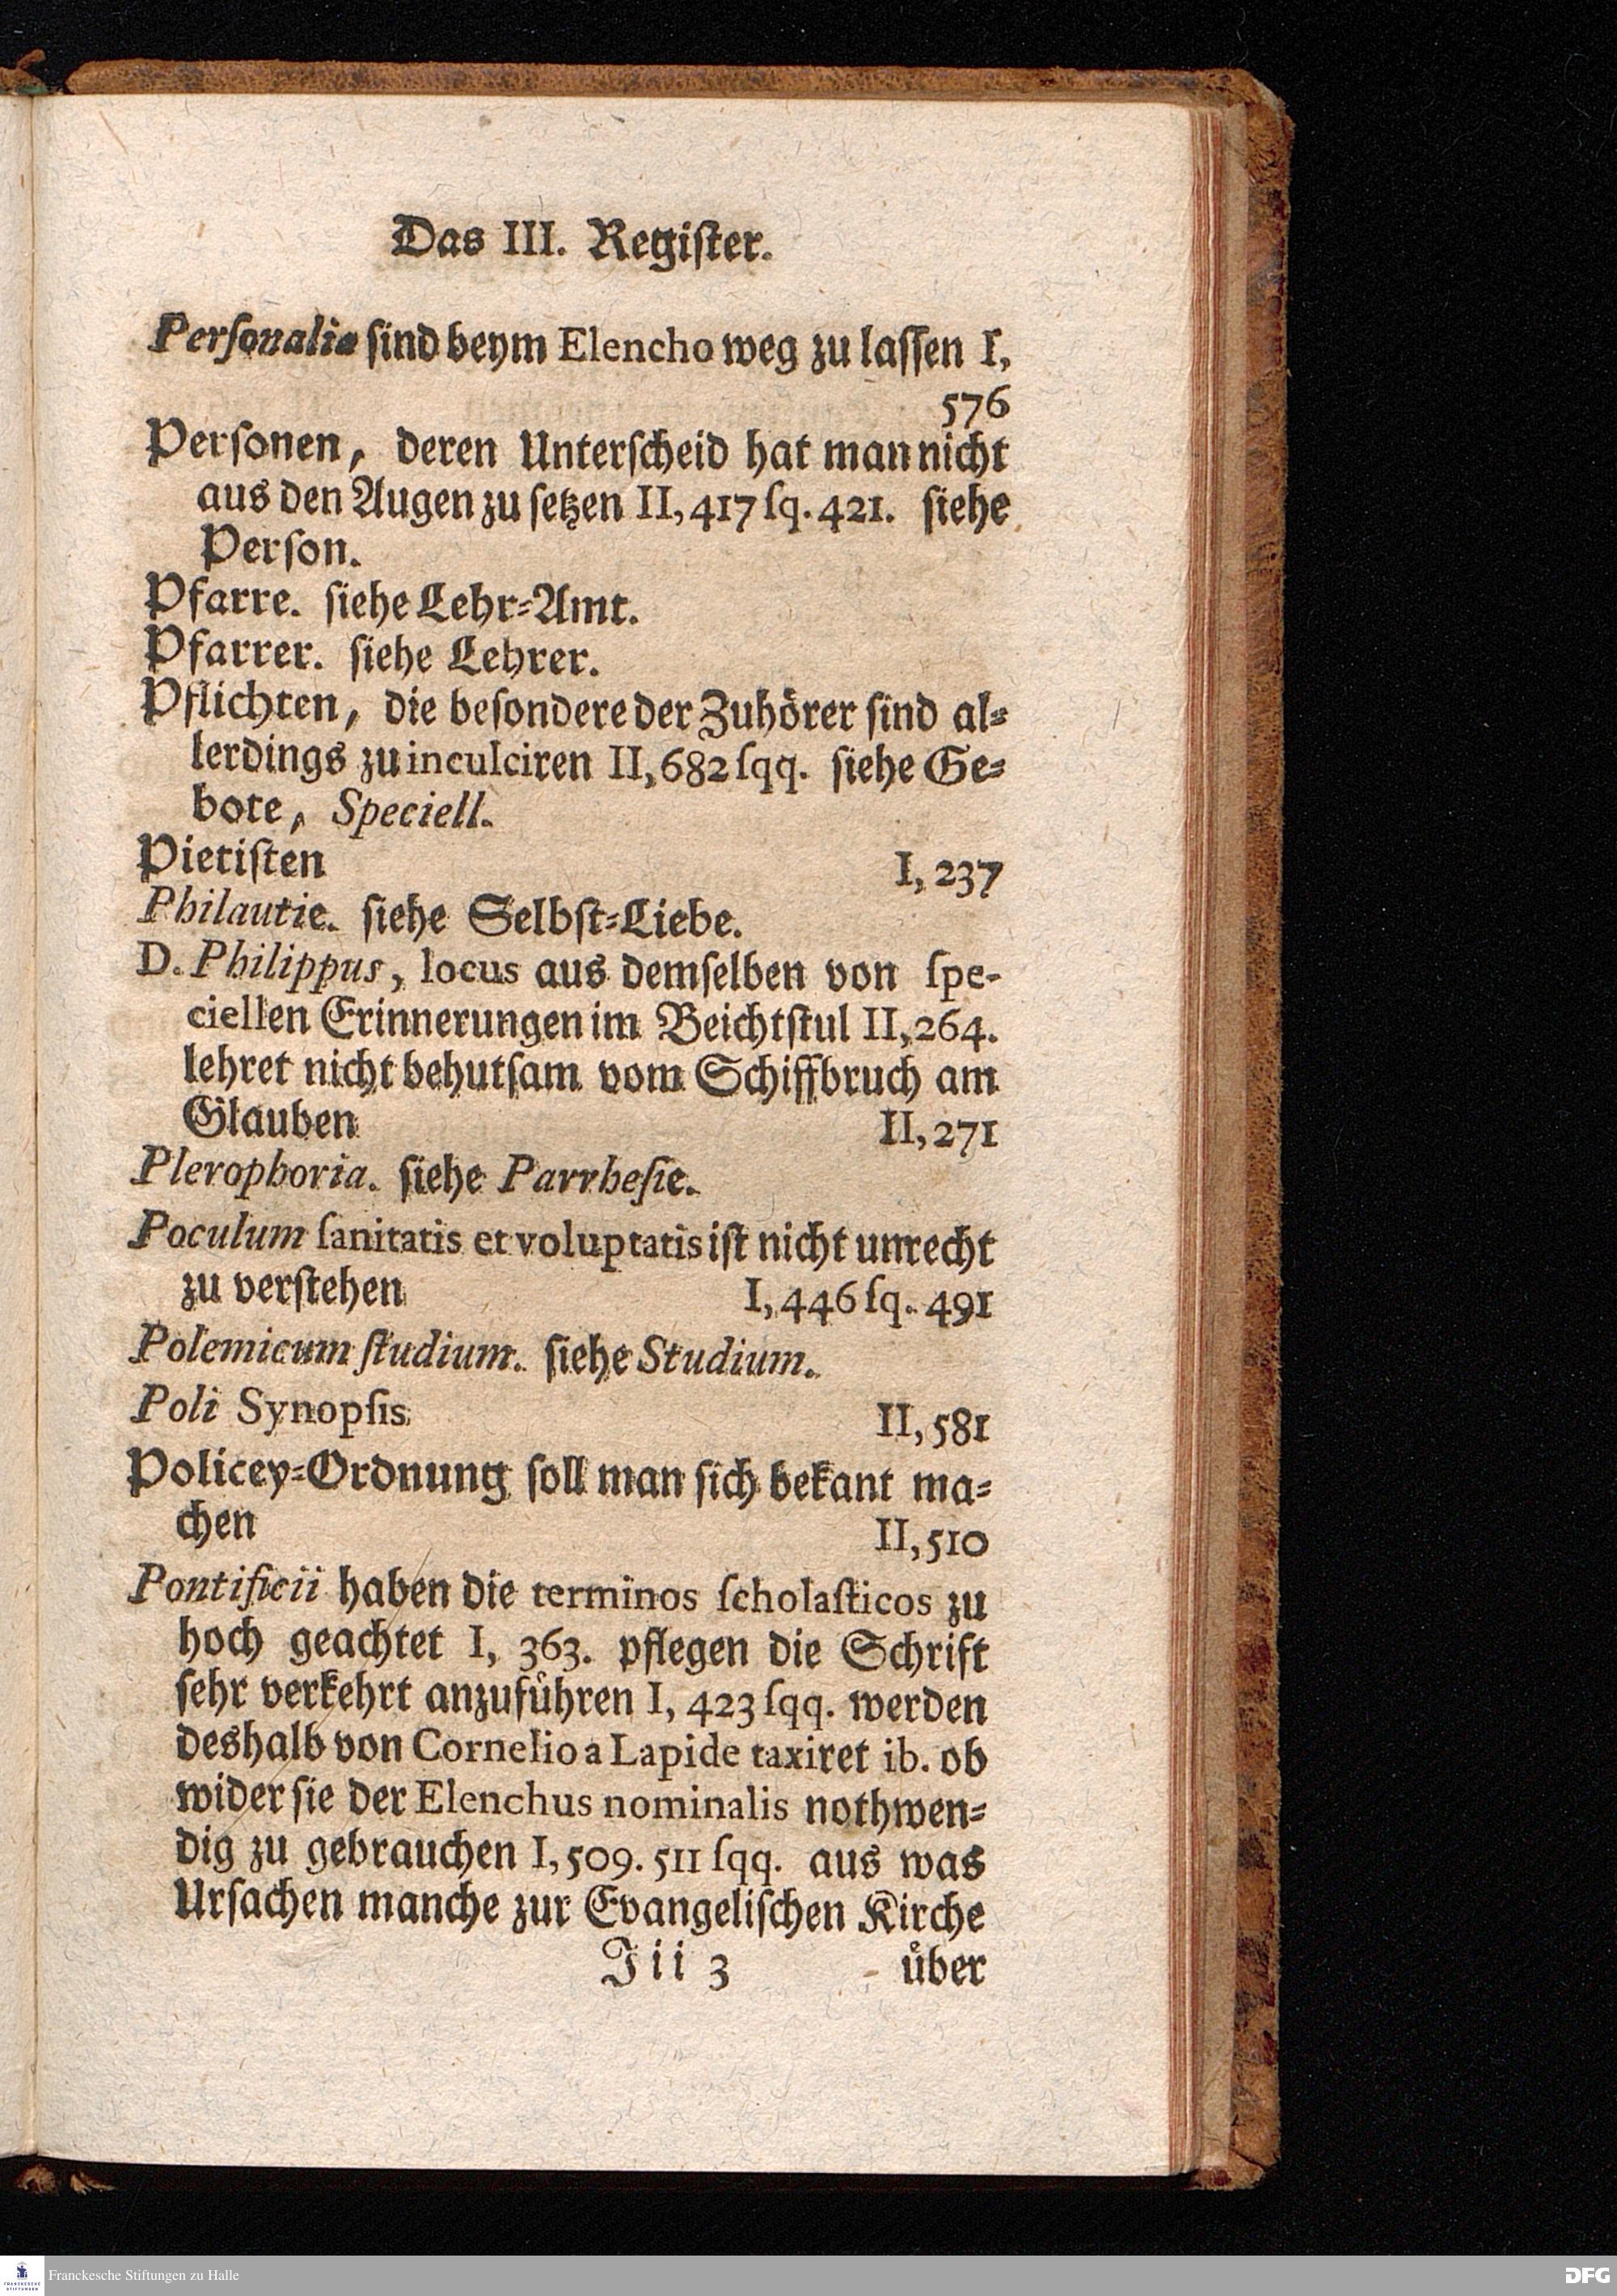 Das III. Regiſter.
Perſonalia ſind beym Elencho weg zu laſſen I,
576
Perſonen, deren Unterſcheid hat man nicht
aus den Augen zu ſetzen II, 417 ſq. 421. ſiehe
Perſon.
Pfarre. ſiehe Lehr-Amt.
Pfarrer. ſiehe Lehrer.
Pflichten, die beſondere der Zuhörer ſind al-
lerdings zu inculciren II, 682 ſqq. ſiehe Ge-
bote, Speciell.
Pietiſten I, 237
Philautie. ſiehe Selbſt-Liebe.
D. Philippus, locus aus demſelben von ſpe-
ciellen Erinnerungen im Beichtſtul II, 264.
lehret nicht behutſam vom Schiffbruch am
Glauben II, 271
Plerophoria. ſiehe Parrheſie.
Poculum ſanitatis et voluptatis iſt nicht unrecht
zu verſtehen I, 446 ſq. 491
Polemicum ſtudium. ſiehe Studium.
Poli Synopſis II, 581
Policey-Ordnung ſoll man ſich bekant ma-
chen II, 510
Pontificii haben die terminos ſcholaſticos zu
hoch geachtet I, 363. pflegen die Schrift
ſehr verkehrt anzuführen I, 423 ſqq. werden
deshalb von Cornelio a Lapide taxiret ib. ob
wider ſie der Elenchus nominalis nothwen-
dig zu gebrauchen I, 509. 511 ſqq. aus was
Urſachen manche zur Evangeliſchen Kirche
Iii 3 über
FRANCKESCHE
STIFTUNGEN
Franckesche Stiftungen zu Halle
DFG